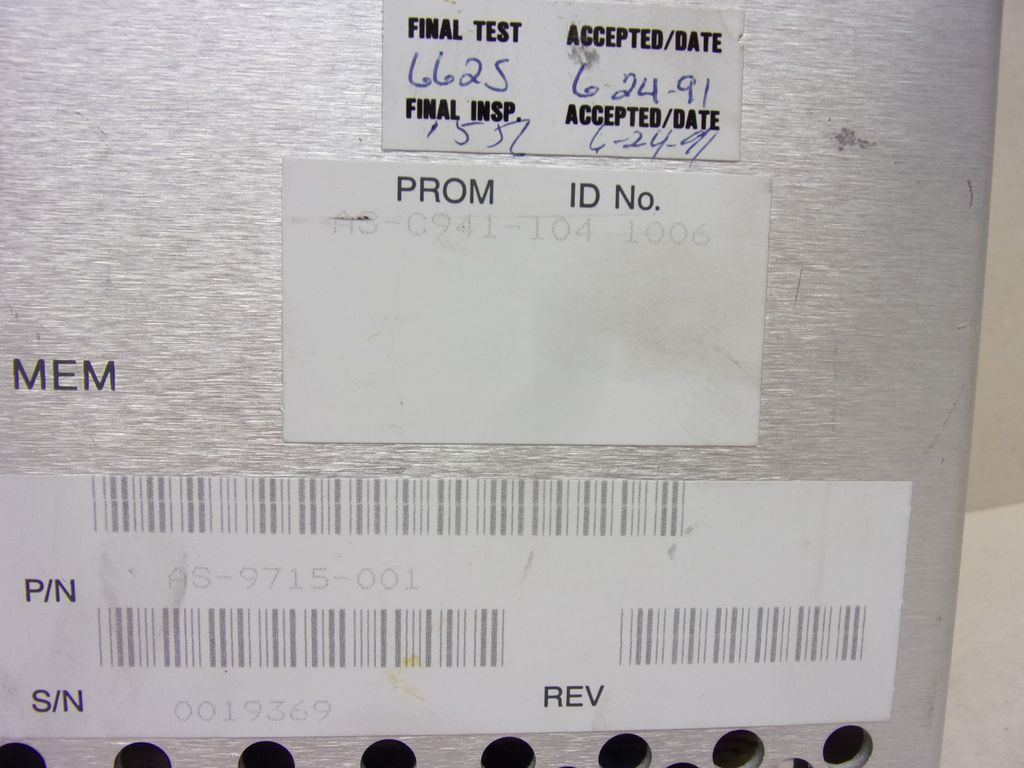 FINAL TEST ACCEPTED/DATE
6625 6-24-91
FINAL INSP. ACCEPTED/DATE
6-24-91
PROM ID No.
AS-C941-104 1006
MEM
P/N AS-9715-001
S/N 0019369 REV